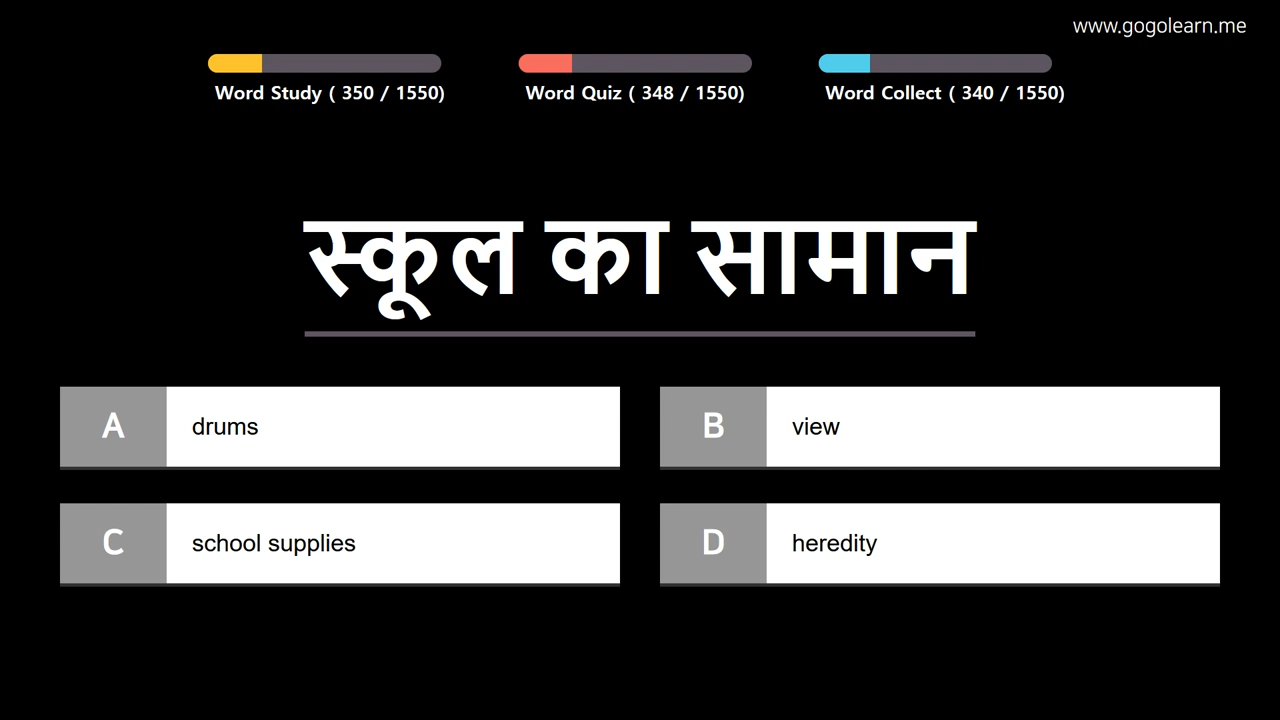 www.gogolearn.me
Word Study ( 350 / 1550)
Word Quiz ( 348 / 1550)
Word Collect ( 340 / 1550)
स्कूल का सामान
A drums
B view
C school supplies
D heredity